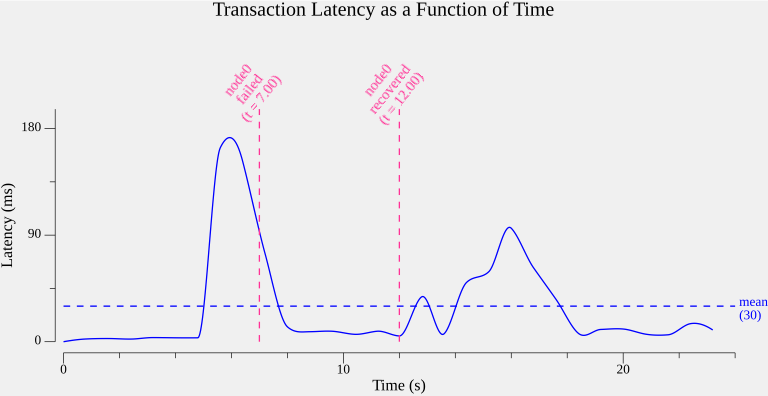 Transaction Latency as a Function of Time
node0
failed
(t = 7.00)
node0
recovered
(t = 12.00)
180
90
0
Latency (ms)
mean
(30)
0
10
20
Time (s)